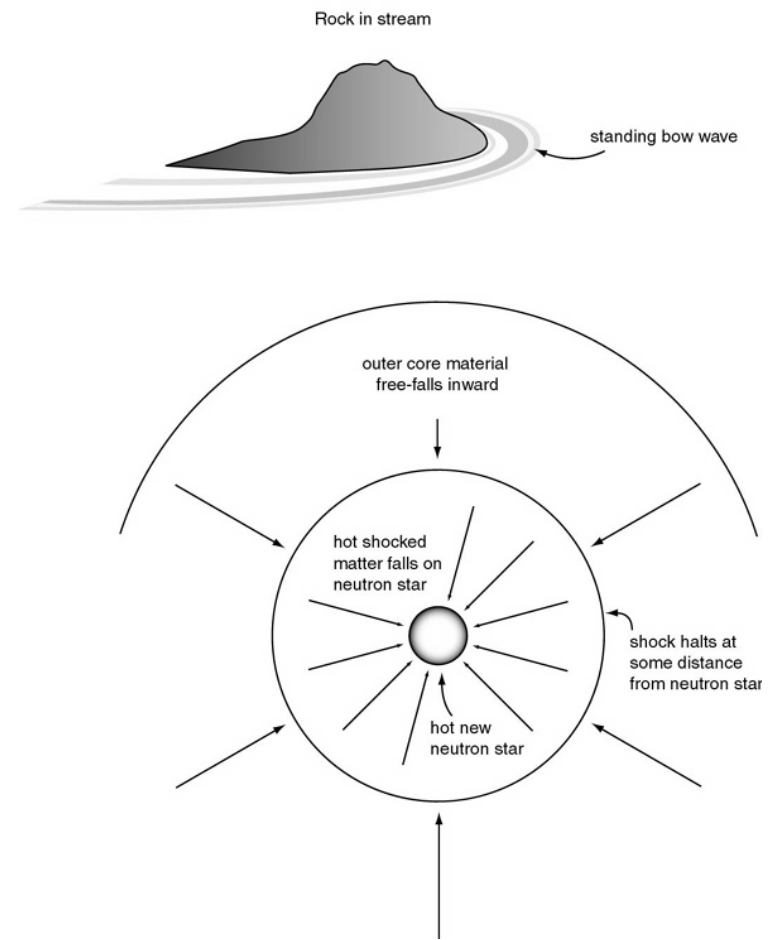 Rock in stream
standing bow wave
outer core material
free-falls inward
hot shocked
matter falls on
neutron star
shock halts at
some distance
from neutron star
hot new
neutron star